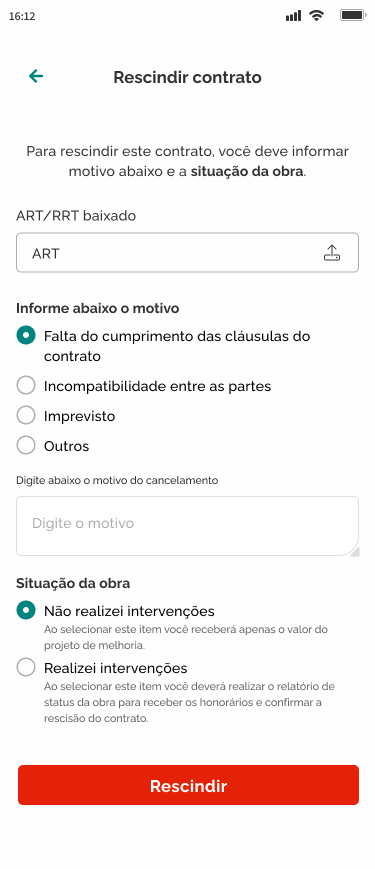 16:12
Rescindir contrato
Para rescindir este contrato, você deve informar
motivo abaixo e a situação da obra.
ART/RRT baixado
ART
Informe abaixo o motivo
Falta do cumprimento das cláusulas do
contrato
Incompatibilidade entre as partes
Imprevisto
Outros
Digite abaixo o motivo do cancelamento
Digite o motivo
Situação da obra
Não realizei intervenções
Ao selecionar este item você receberá apenas o valor do
projeto de melhoria.
Realizei intervenções
Ao selecionar este item você deverá realizar o relatório de
status da obra para receber os honorários e confirmar a
rescisão do contrato.
Rescindir